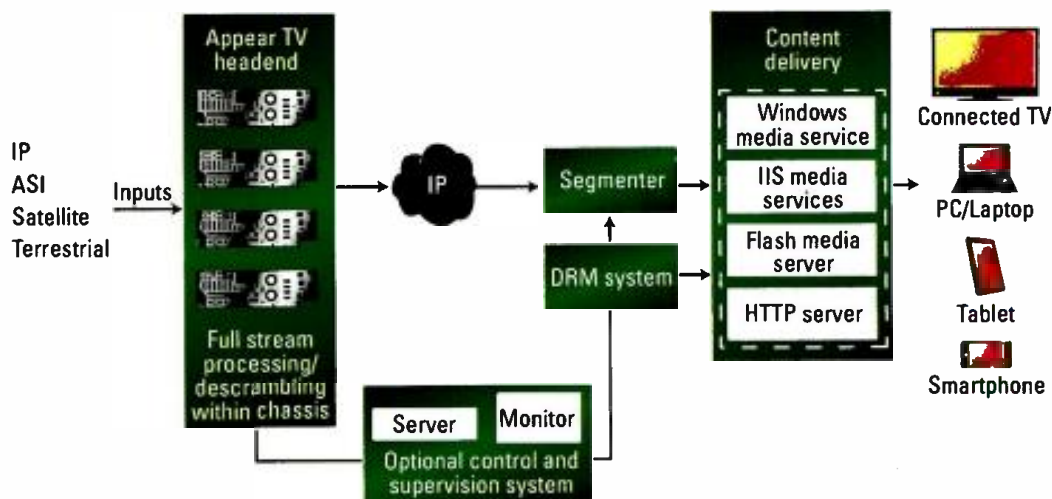 IP
ASI
Satellite
Terrestrial
Inputs
Appear TV
headend
Full stream
processing/
descrambling
within chassis
IP
Segmenter
DRM system
Server
Monitor
Optional control and
supervision system
Content
delivery
Windows
media service
IIS media
services
Flash media
server
HTTP server
Connected TV
PC/Laptop
Tablet
Smartphone